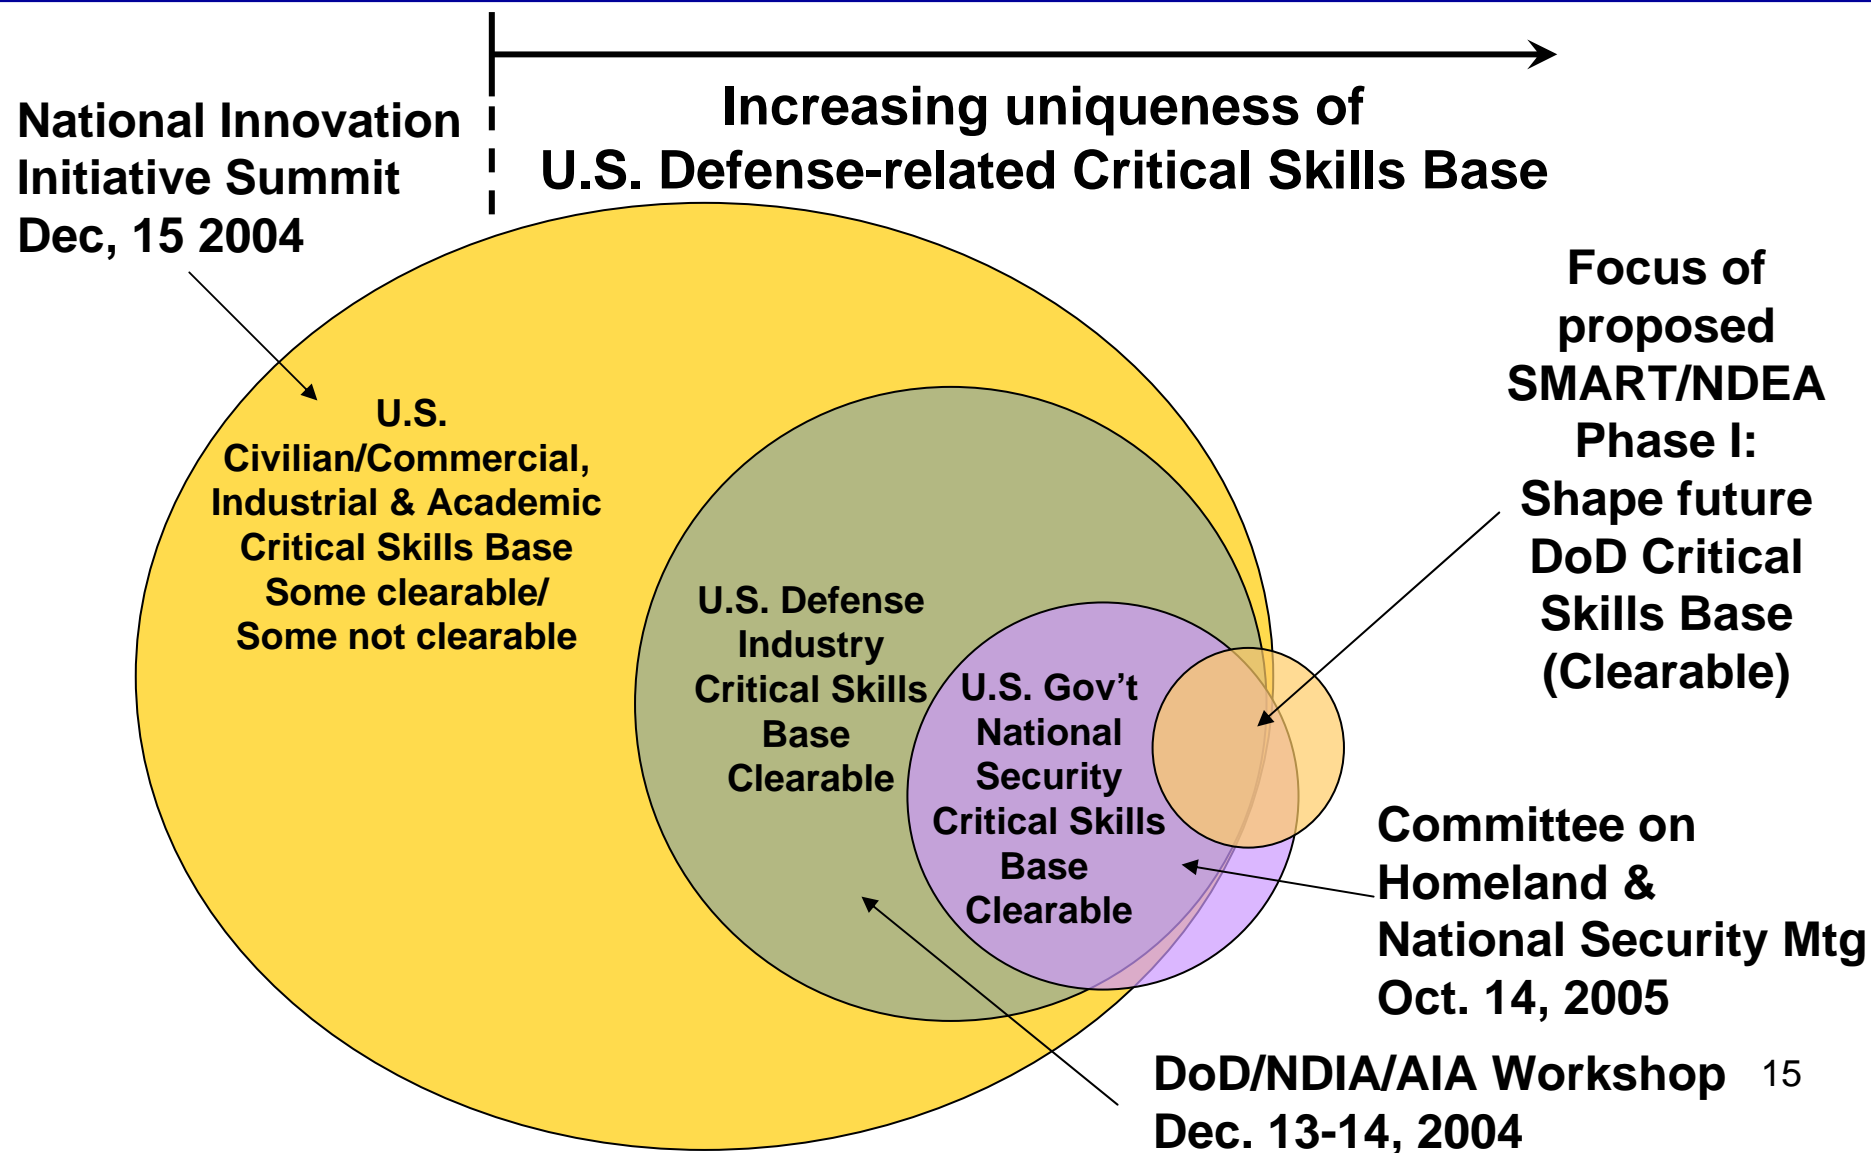 National Innovation
Initiative Summit
Dec, 15 2004
Increasing uniqueness of
U.S. Defense-related Critical Skills Base
Focus of
proposed
SMART/NDEA
Phase I:
Shape future
DoD Critical
Skills Base
(Clearable)
U.S.
Civilian/Commercial,
Industrial & Academic
Critical Skills Base
Some clearable/
Some not clearable
U.S. Defense
Industry
Critical Skills
Base
Clearable
U.S. Gov’t
National
Security
Critical Skills
Base
Clearable
Committee on
Homeland &
National Security Mtg
Oct. 14, 2005
DoD/NDIA/AIA Workshop
Dec. 13-14, 2004
15